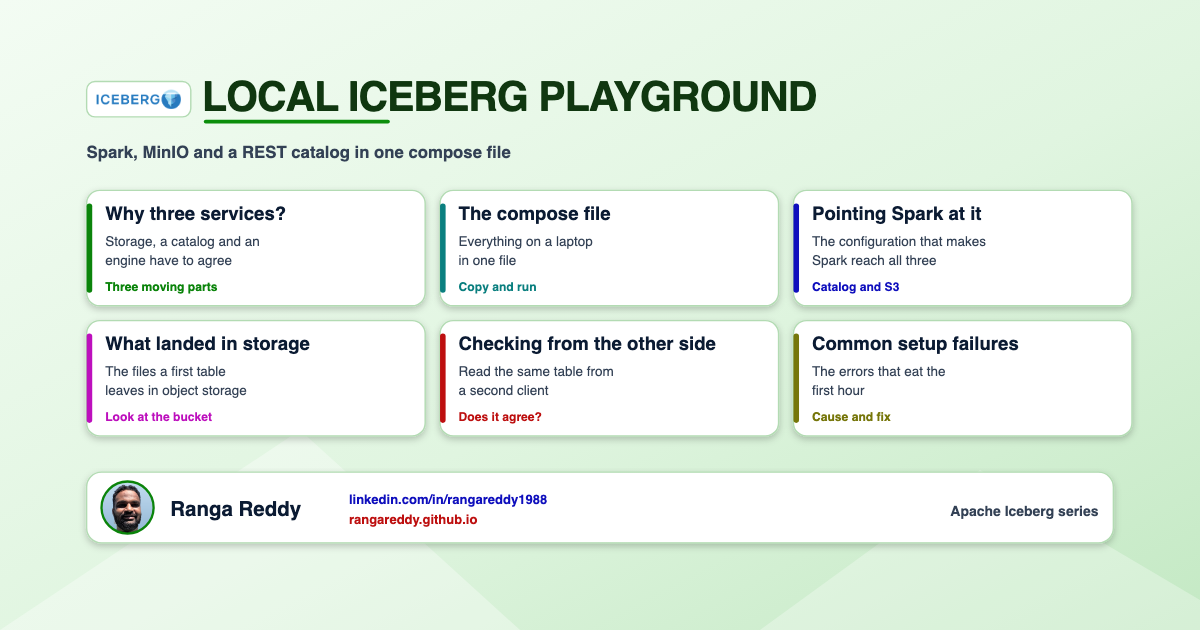 ICEBERG
LOCAL ICEBERG PLAYGROUND
Spark, MinIO and a REST catalog in one compose file
Why three services?
Storage, a catalog and an
engine have to agree
Three moving parts
The compose file
Everything on a laptop
in one file
Copy and run
Pointing Spark at it
The configuration that makes
Spark reach all three
Catalog and S3
What landed in storage
The files a first table
leaves in object storage
Look at the bucket
Checking from the other side
Read the same table from
a second client
Does it agree?
Common setup failures
The errors that eat the
first hour
Cause and fix
Ranga Reddy
linkedin.com/in/rangareddy1988
rangareddy.github.io
Apache Iceberg series